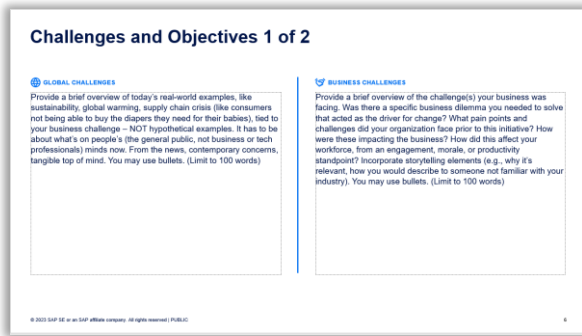 Challenges and Objectives 1 of 2
GLOBAL CHALLENGES
Provide a brief overview of today's real-world examples, like
sustainability, global warming, supply chain crisis (like consumers
not being able to buy the diapers they need for their babies), tied to
your business challenge – NOT hypothetical examples. It has to be
about what's on people's (the general public, not business or tech
professionals) minds now. From the news, contemporary concerns,
tangible top of mind. You may use bullets. (Limit to 100 words)
BUSINESS CHALLENGES
Provide a brief overview of the challenge(s) your business was
facing. Was there a specific business dilemma you needed to solve
that acted as the driver for change? What pain points and
challenges did your organization face prior to this initiative? How
were these impacting the business? How did this affect your
workforce, from an engagement, morale, or productivity
standpoint? Incorporate storytelling elements (e.g., why it's
relevant, how you would describe to someone not familiar with your
industry). You may use bullets. (Limit to 100 words)
© 2023 SAP SE or an SAP affiliate company. All rights reserved | PUBLIC
6